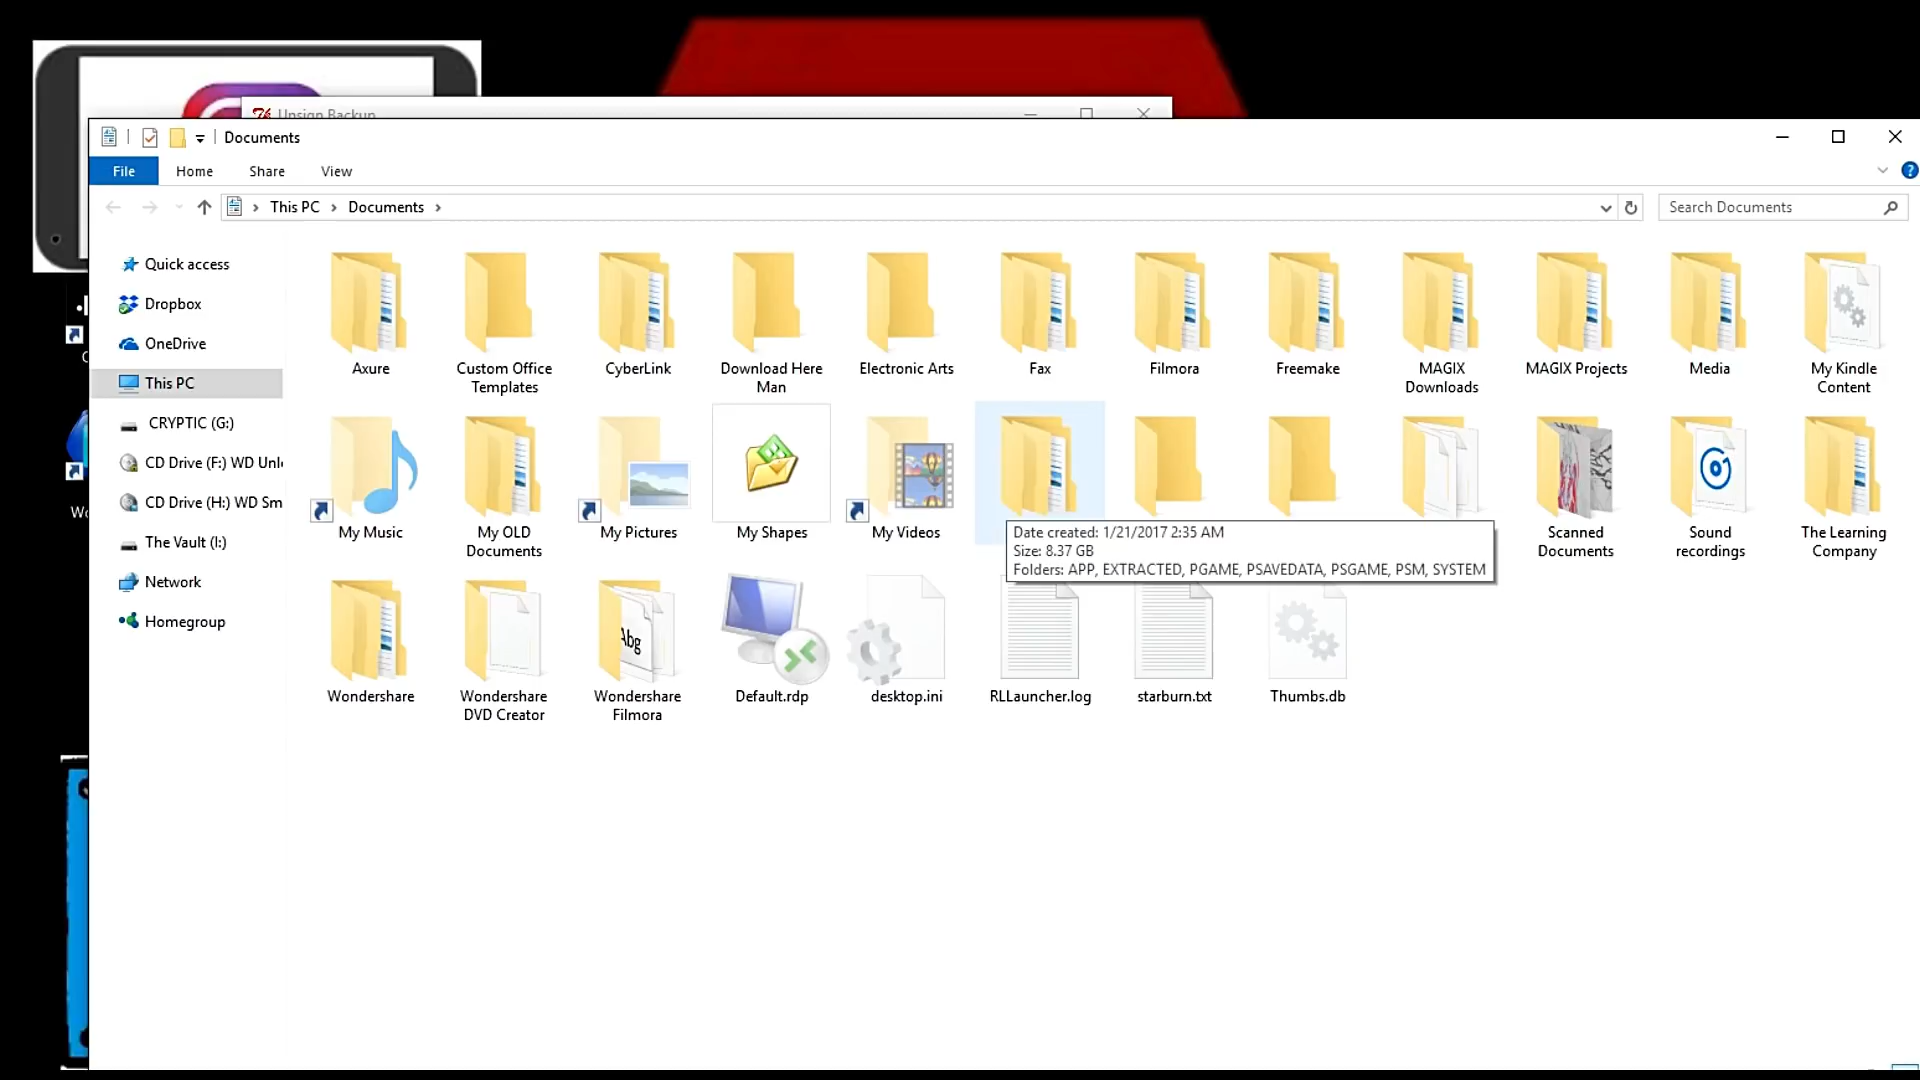 Unsign Backup
Documents
File
Home
Share
View
This PC
Documents
Search Documents
Quick access
Dropbox
OneDrive
This PC
CRYPTIC (G:)
CD Drive (F:) WD Unl
CD Drive (H:) WD Sm
The Vault (I:)
Network
Homegroup
Axure
Custom Office
Templates
CyberLink
Download Here
Man
Electronic Arts
Fax
Filmora
Freemake
MAGIX
Downloads
MAGIX Projects
Media
My Kindle
Content
My Music
My OLD
Documents
My Pictures
My Shapes
My Videos
Date created: 1/21/2017 2:35 AM
Size: 8.37 GB
Folders: APP, EXTRACTED, PGAME, PSAVEDATA, PSGAME, PSM, SYSTEM
Scanned
Documents
Sound
recordings
The Learning
Company
Wondershare
Wondershare
DVD Creator
Abg
Wondershare
Filmora
Default.rdp
desktop.ini
RLLauncher.log
starburn.txt
Thumbs.db